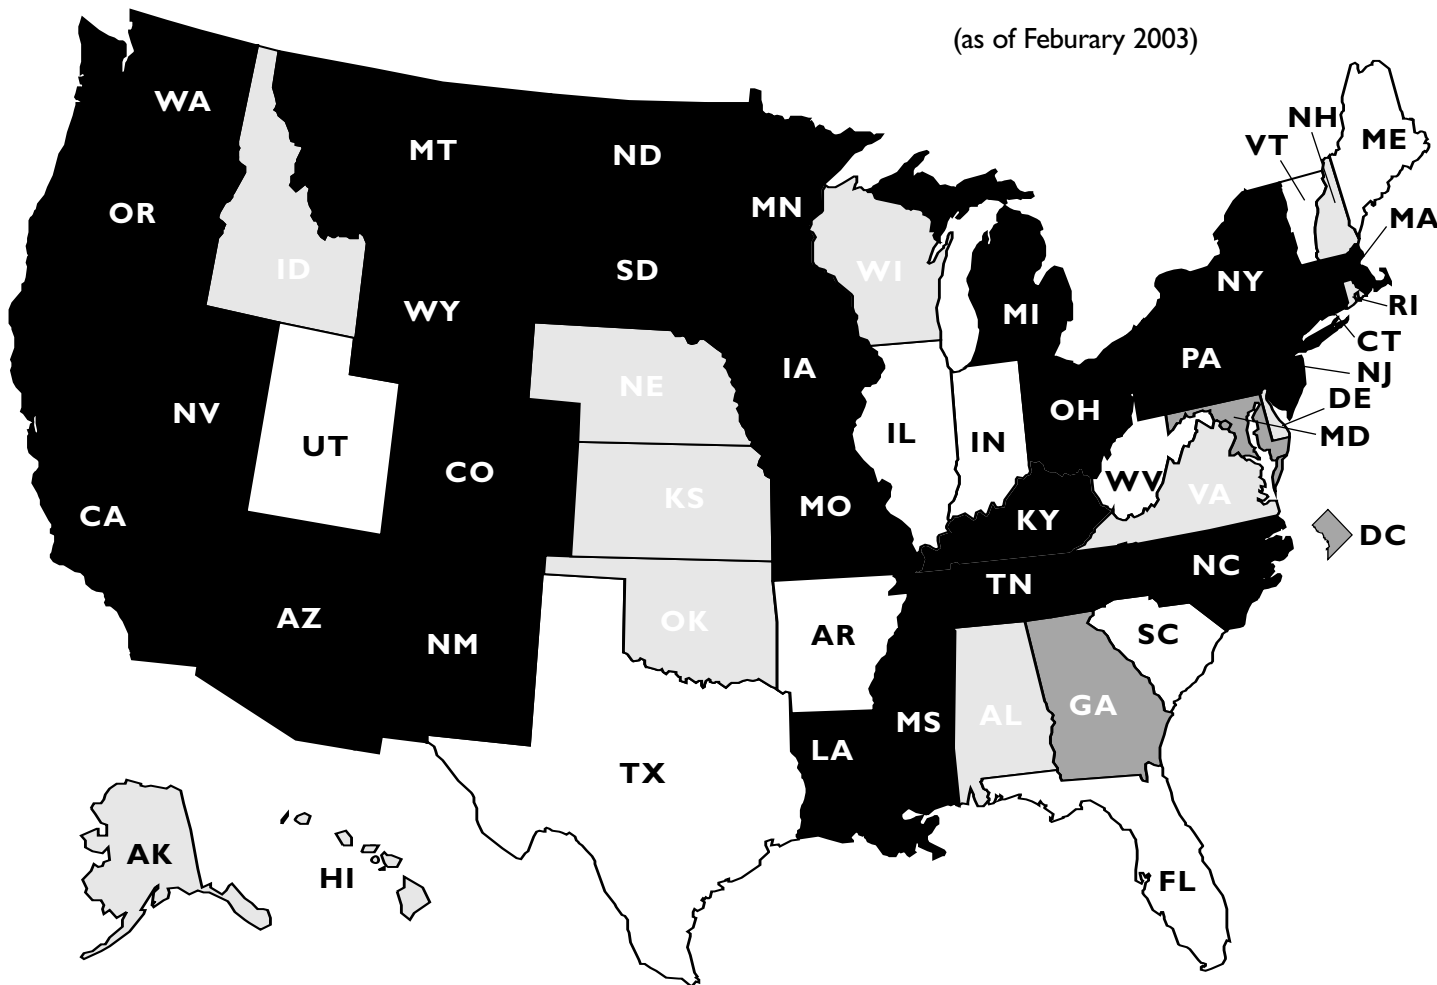 (as of Feburary 2003)
WA
MT
ND
MN
OR
ID
SD
WI
WY
MI
NY
VT
NH
ME
MA
RI
CT
NJ
DE
MD
DC
PA
IA
NE
NV
UT
CO
IL
IN
OH
CA
KS
MO
KY
WV
VA
AZ
NM
OK
AR
TN
NC
SC
TX
LA
MS
AL
GA
AK
HI
FL